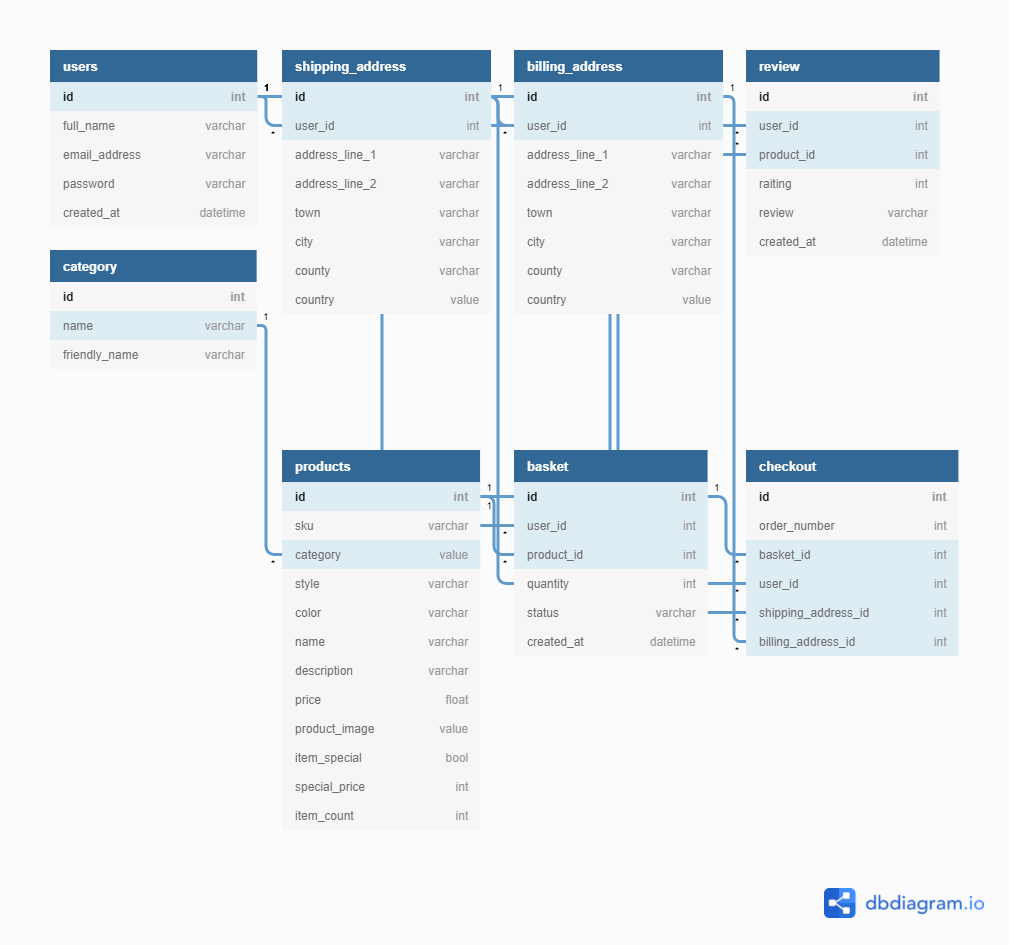 users
id int
full_name varchar
email_address varchar
password varchar
created_at datetime
shipping_address
id int
user_id int
address_line_1 varchar
address_line_2 varchar
town varchar
city varchar
county varchar
country value
billing_address
id int
user_id int
address_line_1 varchar
address_line_2 varchar
town varchar
city varchar
county varchar
country value
review
id int
user_id int
product_id int
raiting int
review varchar
created_at datetime
category
id int
name varchar
friendly_name varchar
products
id int
sku varchar
category value
style varchar
color varchar
name varchar
description varchar
price float
product_image value
item_special bool
special_price int
item_count int
basket
id int
user_id int
product_id int
quantity int
status varchar
created_at datetime
checkout
id int
order_number int
basket_id int
user_id int
shipping_address_id int
billing_address_id int
1
*
1
*
1
*
*
1
*
1
1
*
*
1
*
*
*
*
dbdiagram.io